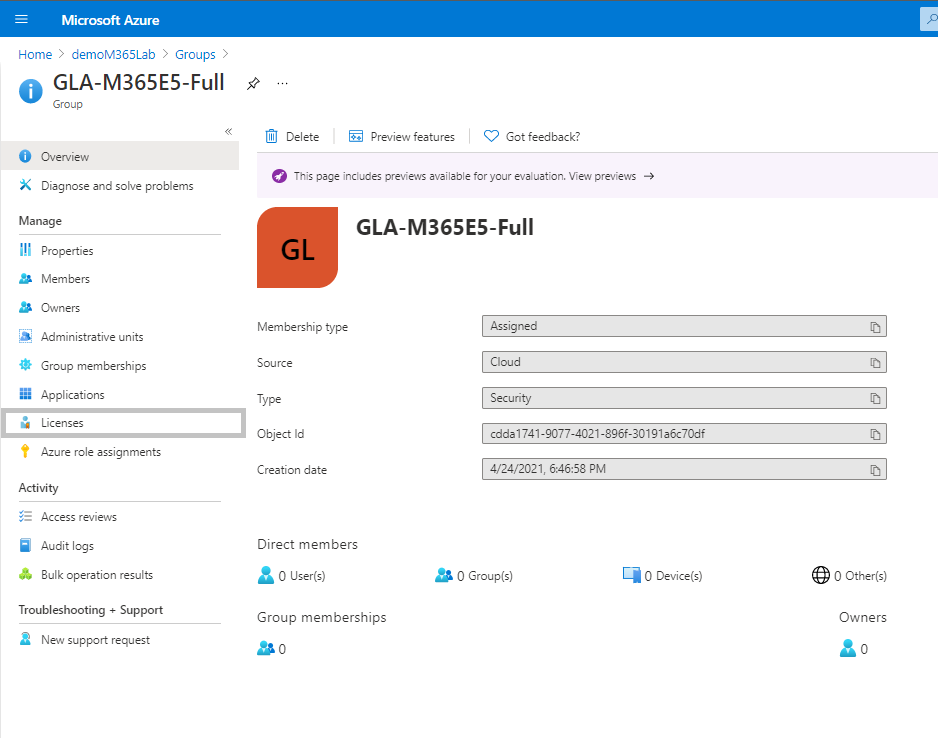 Microsoft Azure
Home > demoM365Lab > Groups >
GLA-M365E5-Full
...
Group
Delete
Preview features
Got feedback?
Overview
Diagnose and solve problems
Manage
Properties
Members
Owners
Administrative units
Group memberships
Applications
Licenses
Azure role assignments
Activity
Access reviews
Audit logs
Bulk operation results
Troubleshooting + Support
New support request
This page includes previews available for your evaluation. View previews →
GL
GLA-M365E5-Full
Membership type
Assigned
Source
Cloud
Type
Security
Object Id
cdda1741-9077-4021-896f-30191a6c70df
Creation date
4/24/2021, 6:46:58 PM
Direct members
0 User(s)
0 Group(s)
0 Device(s)
0 Other(s)
Group memberships
Owners
0
0